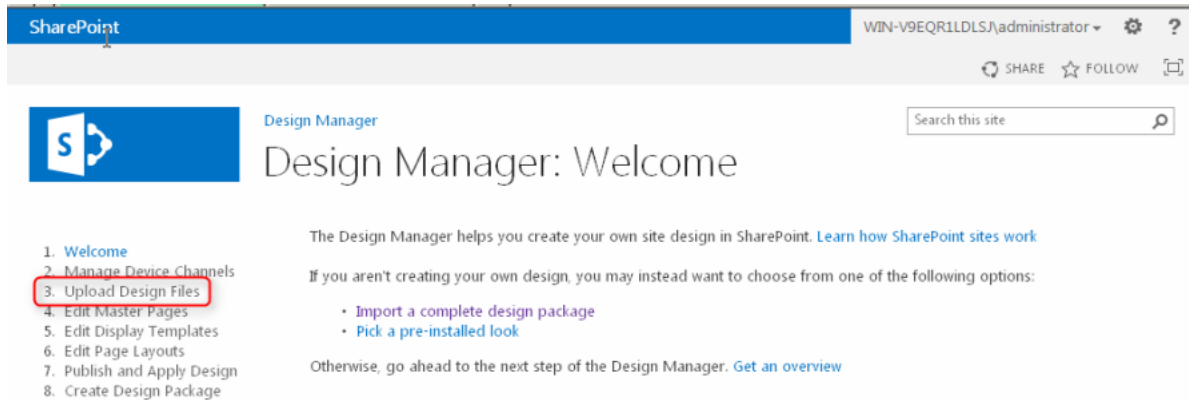 SharePoint
WIN-V9EQR1LDLSJ\administrator
?
SHARE FOLLOW
S
Design Manager
Search this site
Design Manager: Welcome
The Design Manager helps you create your own site design in SharePoint. Learn how SharePoint sites work
If you aren't creating your own design, you may instead want to choose from one of the following options:
• Import a complete design package
• Pick a pre-installed look
Otherwise, go ahead to the next step of the Design Manager. Get an overview
1. Welcome
2. Manage Device Channels
3. Upload Design Files
4. Edit Master Pages
5. Edit Display Templates
6. Edit Page Layouts
7. Publish and Apply Design
8. Create Design Package